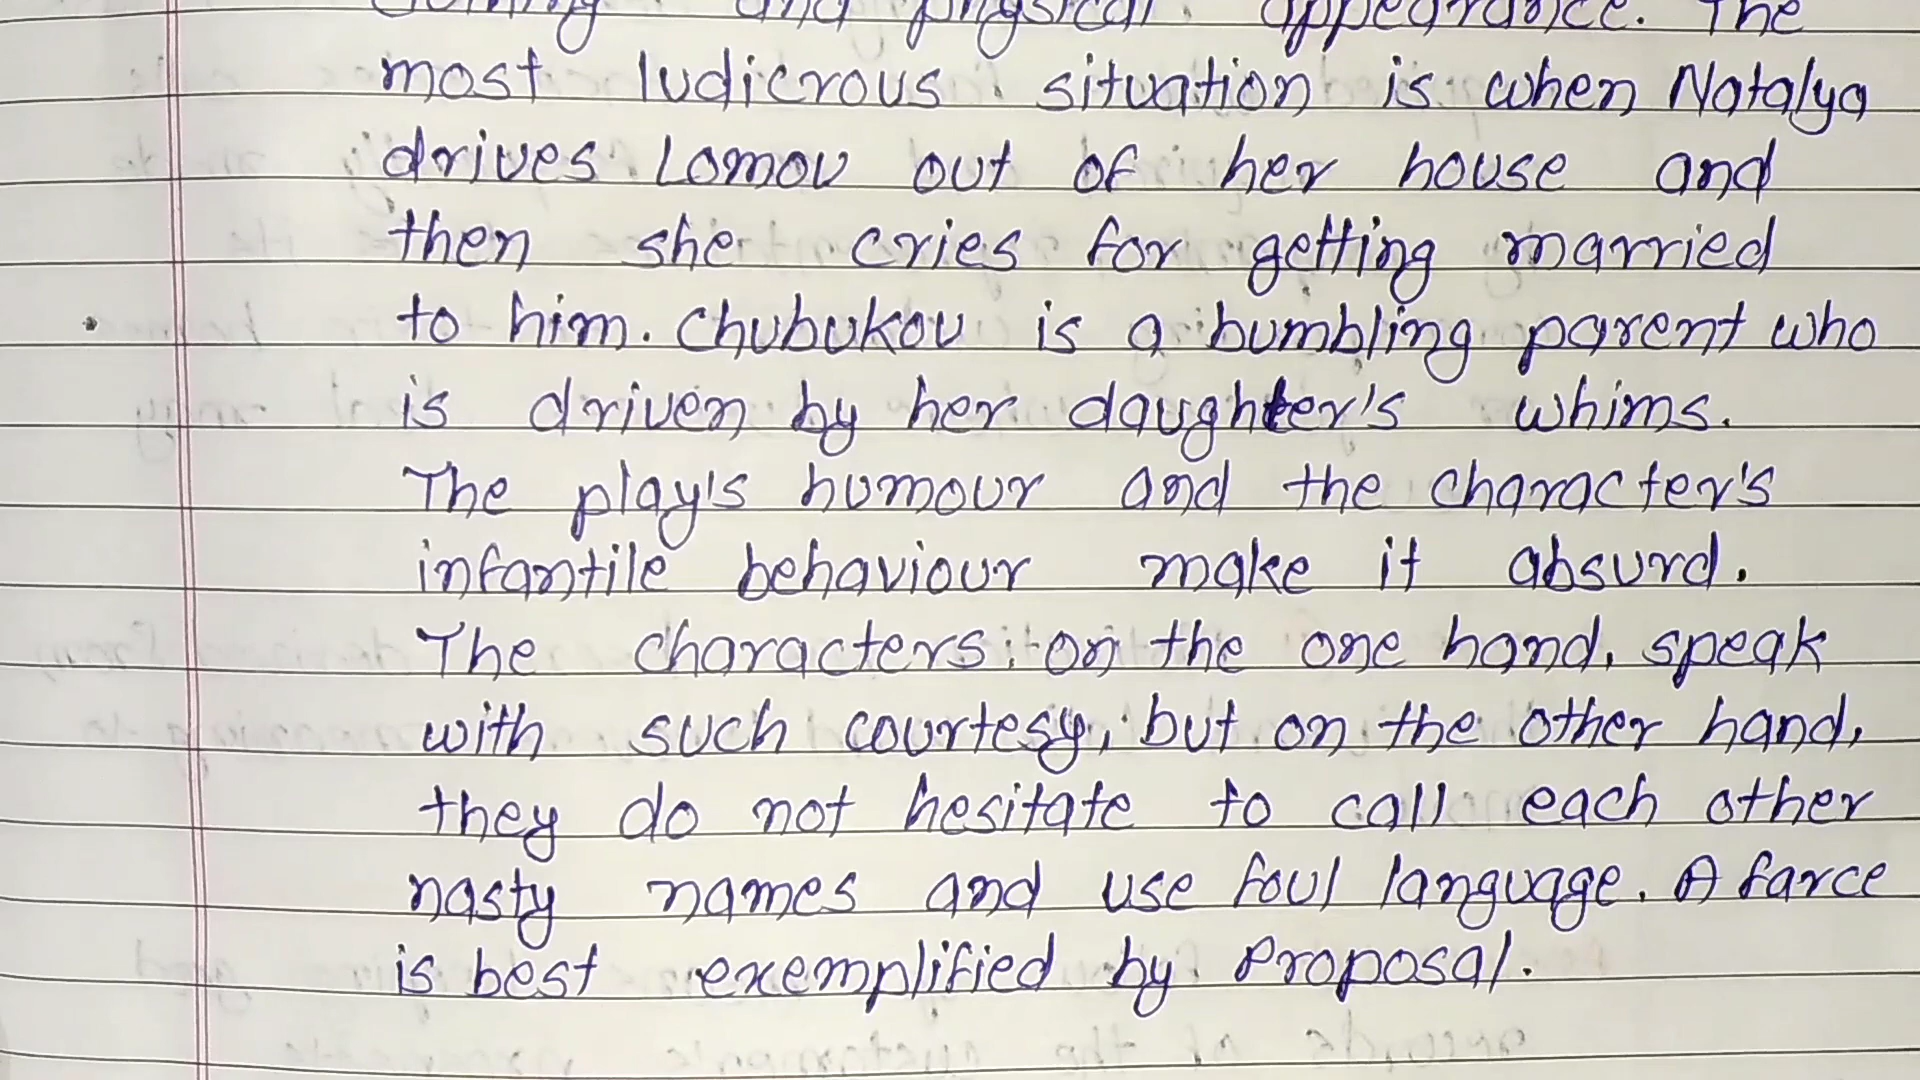 and physical appearance. The
most ludicrous situation is when Natalya
drives Lomov out of her house and
then she cries for getting married
to him. Chubukov is a bumbling parent who
is driven by her daughter's whims.
The play's humour and the character's
infantile behaviour make it absurd.
The characters on the one hand, speak
with such courtesy, but on the other hand,
they do not hesitate to call each other
nasty names and use foul language. A farce
is best exemplified by Proposal.